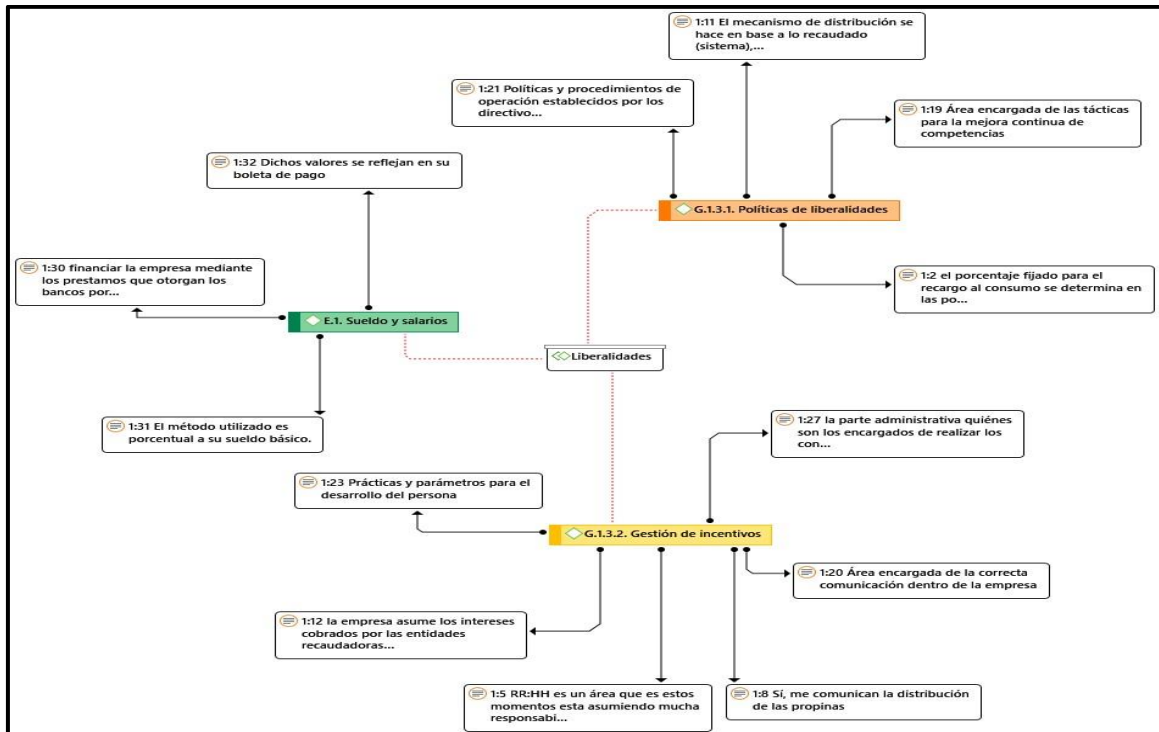 1:11 El mecanismo de distribución se
hace en base a lo recaudado
(sistema),...
1:21 Políticas y procedimientos de
operación establecidos por los
directivo...
1:19 Área encargada de las tácticas
para la mejora continua de
competencias
1:32 Dichos valores se reflejan en su
boleta de pago
G.1.3.1. Políticas de liberalidades
1:30 financiar la empresa mediante
los prestamos que otorgan los
bancos por...
1:2 el porcentaje fijado para el
recargo al consumo se determina en
las po...
E.1. Sueldo y salarios
Liberalidades
1:31 El método utilizado es
porcentual a su sueldo básico.
1:27 la parte administrativa quiénes
son los encargados de realizar los
con...
1:23 Prácticas y parámetros para el
desarrollo del persona
G.1.3.2. Gestión de incentivos
1:20 Área encargada de la correcta
comunicación dentro de la empresa
1:12 la empresa asume los intereses
cobrados por las entidades
recaudadoras...
1:5 RR:HH es un área que es estos
momentos esta asumiendo mucha
responsabi...
1:8 Sí, me comunican la distribución
de las propinas